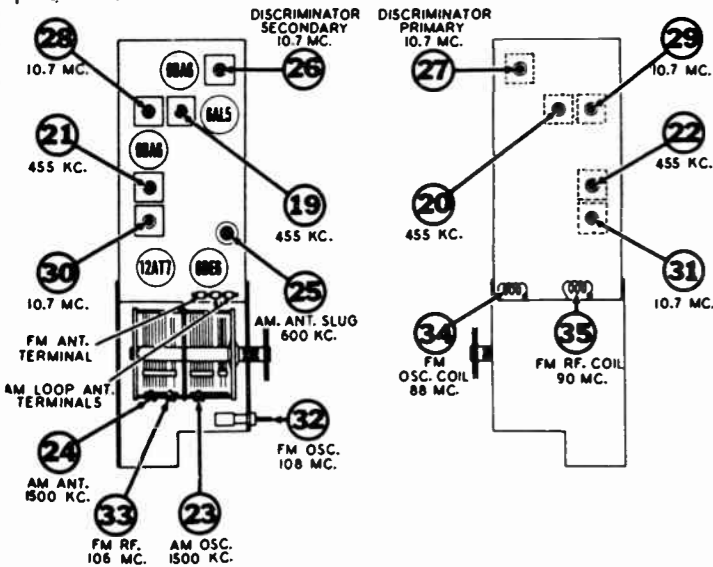 DISCRIMINATOR
SECONDARY
10.7 MC.
DISCRIMINATOR
PRIMARY
10.7 MC.
28
10.7 MC.
6BA6
26
27
29
10.7 MC.
6AL5
21
455 KC.
6BA6
22
455 KC.
19
455 KC.
20
455 KC.
30
10.7 MC.
12AT7
6BE6
25
AM. ANT. SLUG
600 KC.
31
10.7 MC.
FM ANT.
TERMINAL
34
FM
OSC. COIL
88 MC.
35
FM RF. COIL
90 MC.
AM LOOP ANT.
TERMINALS
32
FM OSC.
108 MC.
24
AM ANT.
1500 KC.
33
FM RF.
106 MC.
23
AM OSC.
1500 KC.